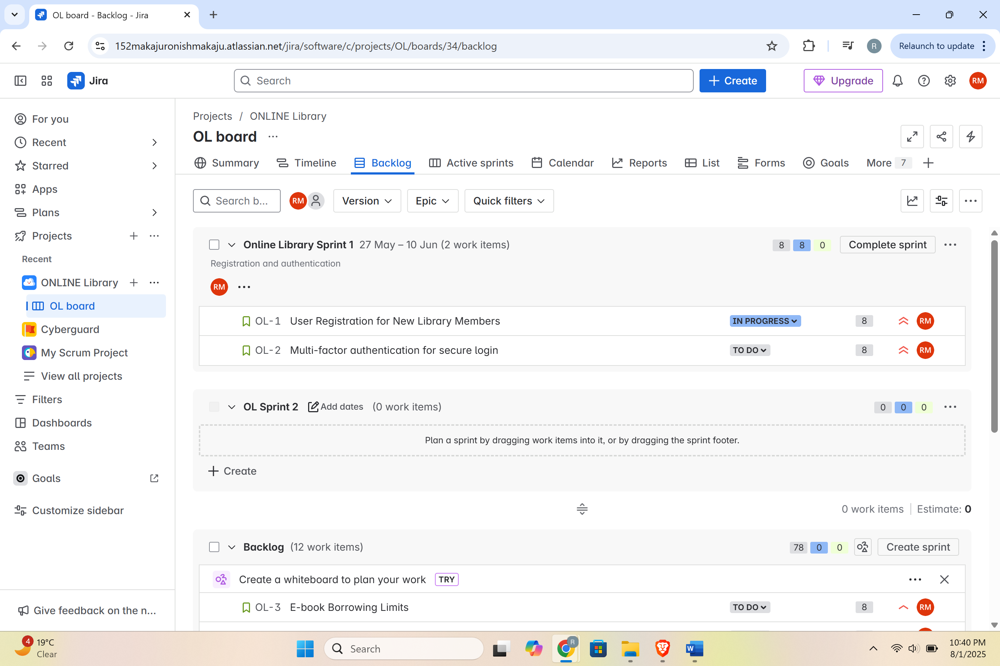 OL board - Backlog - Jira
152makajuronishmakaju.atlassian.net/jira/software/c/projects/OL/boards/34/backlog
R
Relaunch to update
Jira
Search
Create
Upgrade
RM
For you
Recent
Starred
Apps
Plans
Projects
Recent
ONLINE Library
OL board
Cyberguard
My Scrum Project
View all projects
Filters
Dashboards
Teams
Goals
Customize sidebar
Give feedback on the n...
Projects / ONLINE Library
OL board
Summary Timeline Backlog Active sprints Calendar Reports List Forms Goals More 7
Search b... RM Version Epic Quick filters
Online Library Sprint 1 27 May – 10 Jun (2 work items) 8 8 0 Complete sprint
Registration and authentication
RM
OL-1 User Registration for New Library Members IN PROGRESS 8 RM
OL-2 Multi-factor authentication for secure login TO DO 8 RM
OL Sprint 2 Add dates (0 work items) 0 0 0
Plan a sprint by dragging work items into it, or by dragging the sprint footer.
Create
0 work items Estimate: 0
Backlog (12 work items) 78 0 0 Create sprint
Create a whiteboard to plan your work TRY
OL-3 E-book Borrowing Limits TO DO 8 RM
4
19°C
Clear
Search
R
W
10:40 PM
8/1/2025